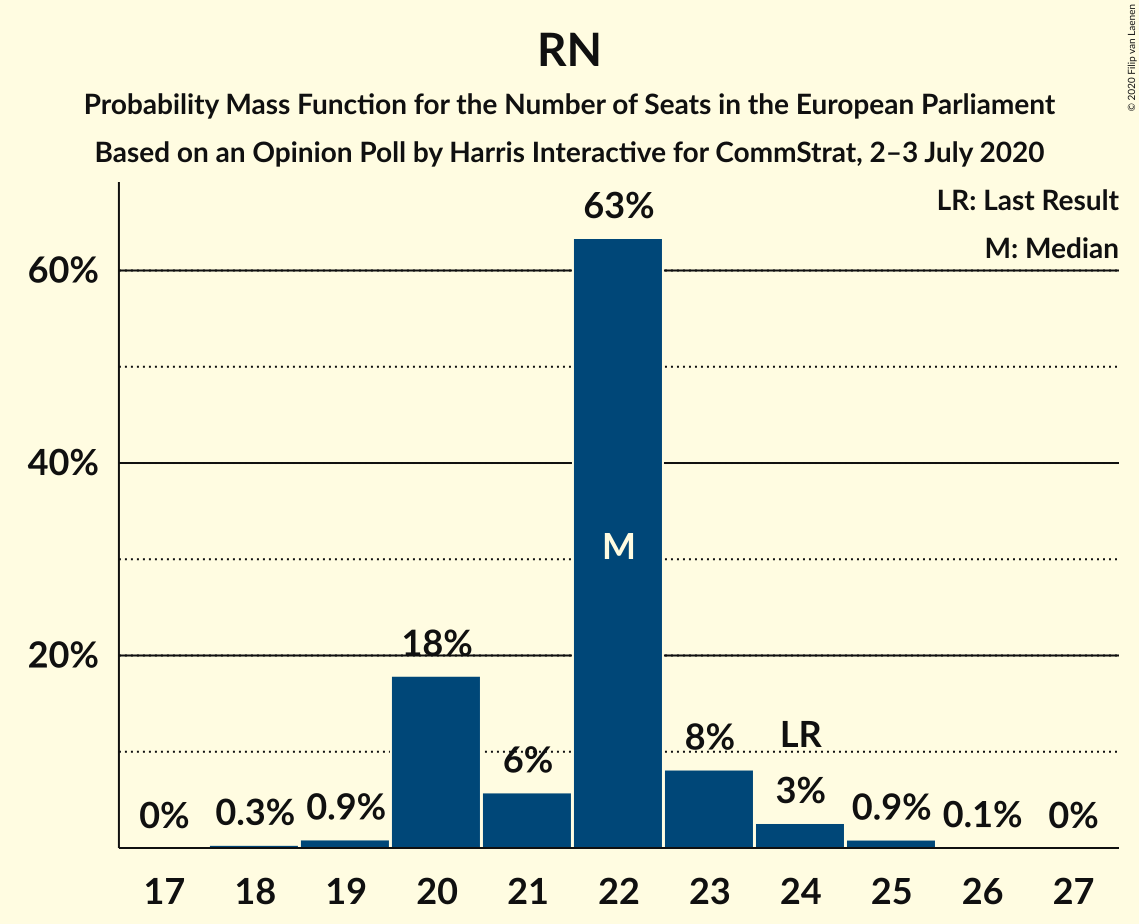 RN
Probability Mass Function for the Number of Seats in the European Parliament
Based on an Opinion Poll by Harris Interactive for CommStrat, 2–3 July 2020
© 2020 Filip van Laenen
LR: Last Result
M: Median
60%
40%
20%
0%
0.3%
0.9%
18%
6%
63%
M
8%
LR
3%
0.9%
0.1%
0%
17 18 19 20 21 22 23 24 25 26 27